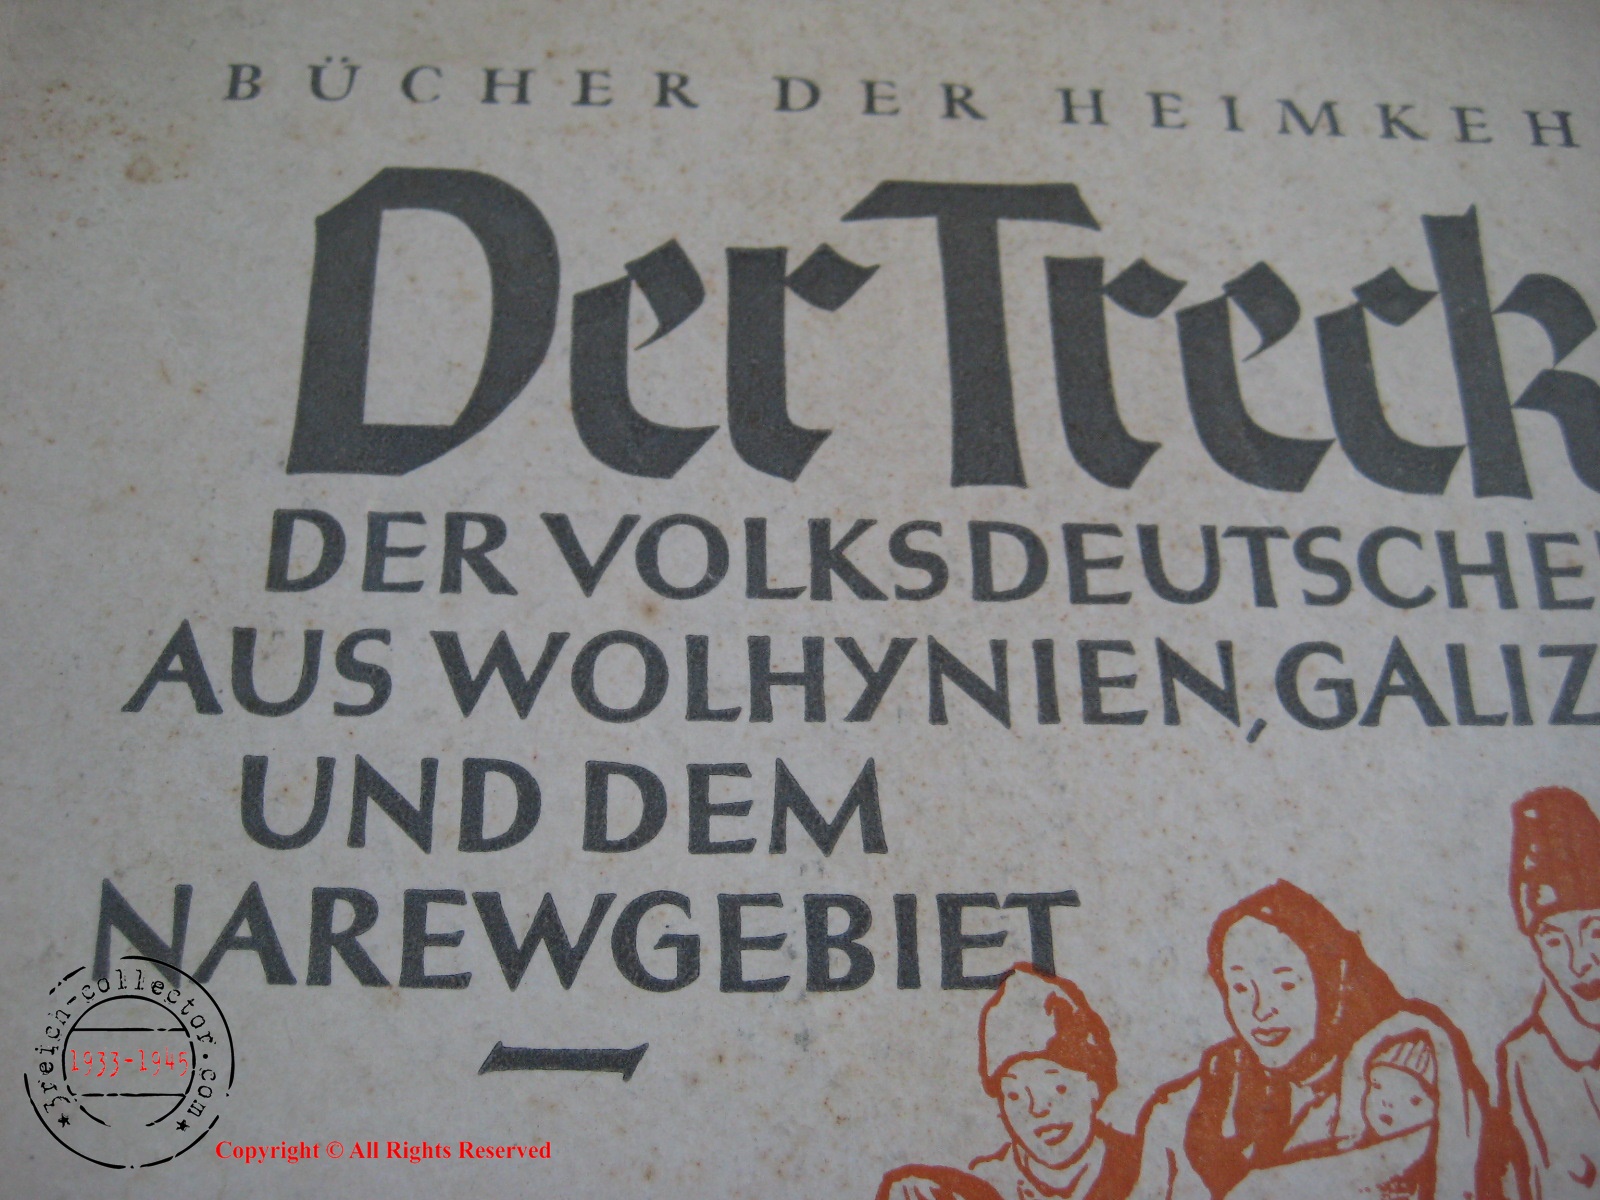 BÜCHER DER HEIMKEH
Der Treck
DER VOLKSDEUTSCHE
AUS WOLHYNIEN, GALIZ
UND DEM
NAREWGEBIET
3reich-collector.com
1933-1945
Copyright © All Rights Reserved